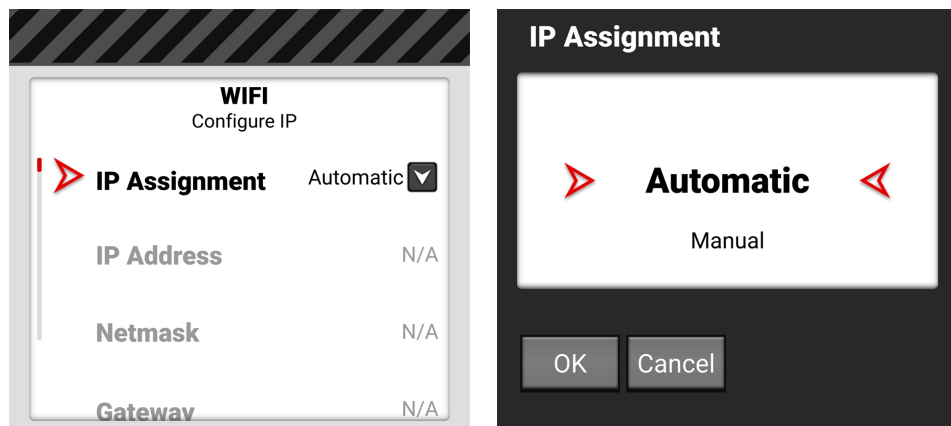 WIFI
Configure IP
IP Assignment Automatic
IP Address N/A
Netmask N/A
Gateway N/A
IP Assignment
Automatic
Manual
OK Cancel